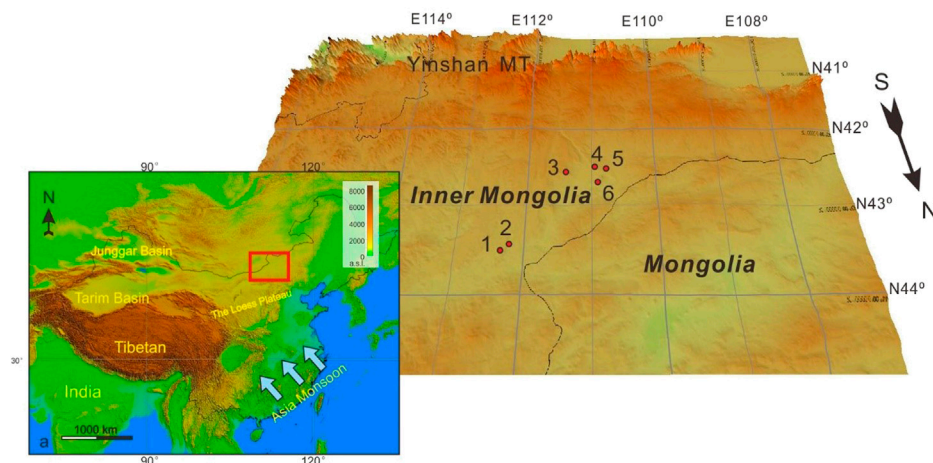 E114º E112º E110º E108º
Yinshan MT
N41º
N42º
S
N
3 4 5
6
Inner Mongolia
N43º
1 2
Mongolia
N44º
90° 120°
N
8000
6000
4000
2000
0
a.s.l.
Junggar Basin
Tarim Basin
The Loess Plataau
Tibetan
30°
India
Asia Monsoon
1000 km
a
90° 120°